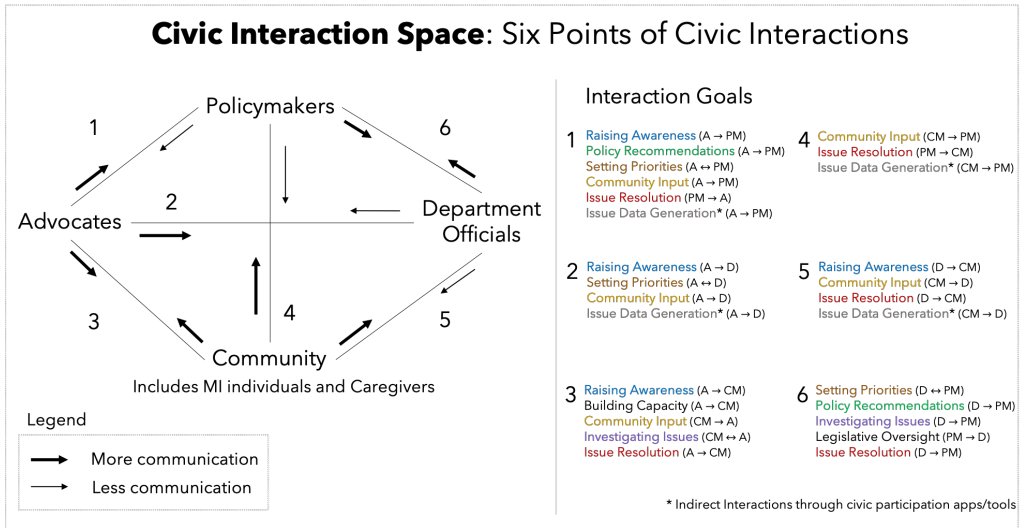 Civic Interaction Space: Six Points of Civic Interactions
Policymakers
1
6
2
Advocates
Department
Officials
3
4
5
Community
Includes MI individuals and Caregivers
Legend
More communication
Less communication
Interaction Goals
1
Raising Awareness (A → PM)
Policy Recommendations (A → PM)
Setting Priorities (A ↔ PM)
Community Input (A → PM)
Issue Resolution (PM → A)
Issue Data Generation* (A → PM)
4
Community Input (CM → PM)
Issue Resolution (PM → CM)
Issue Data Generation* (CM → PM)
2
Raising Awareness (A → D)
Setting Priorities (A ↔ D)
Community Input (A → D)
Issue Data Generation* (A → D)
5
Raising Awareness (D → CM)
Community Input (CM → D)
Issue Resolution (D → CM)
Issue Data Generation* (CM → D)
3
Raising Awareness (A → CM)
Building Capacity (A → CM)
Community Input (CM → A)
Investigating Issues (CM ↔ A)
Issue Resolution (A → CM)
6
Setting Priorities (D ↔ PM)
Policy Recommendations (D → PM)
Investigating Issues (D → PM)
Legislative Oversight (PM → D)
Issue Resolution (D → PM)
* Indirect Interactions through civic participation apps/tools